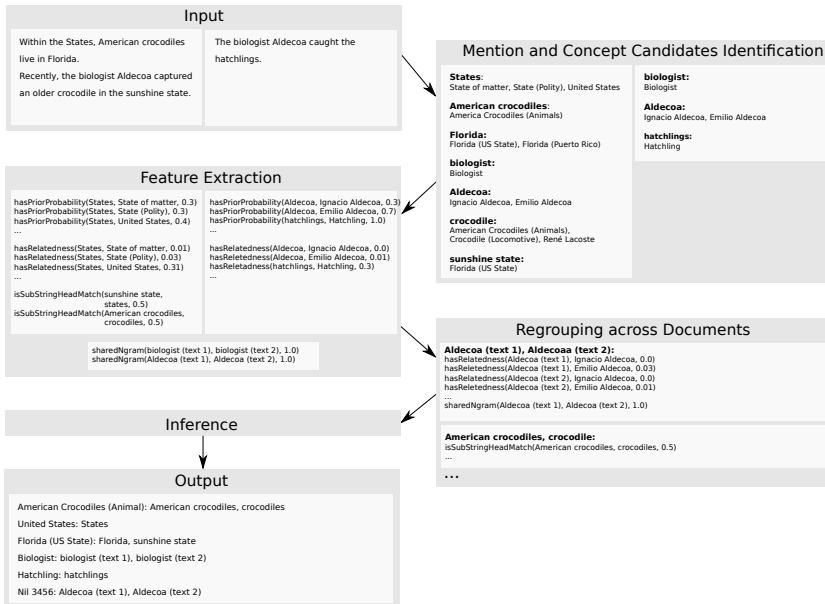 Input
Within the States, American crocodiles
live in Florida.
Recently, the biologist Aldecoa captured
an older crocodile in the sunshine state.
The biologist Aldecoa caught the
hatchlings.
Mention and Concept Candidates Identification
States:
State of matter, State (Polity), United States
American crocodiles:
America Crocodiles (Animals)
Florida:
Florida (US State), Florida (Puerto Rico)
biologist:
Biologist
Aldecoa:
Ignacio Aldecoa, Emilio Aldecoa
crocodile:
American Crocodiles (Animals),
Crocodile (Locomotive), René Lacoste
sunshine state:
Florida (US State)
biologist:
Biologist
Aldecoa:
Ignacio Aldecoa, Emilio Aldecoa
hatchlings:
Hatchling
Feature Extraction
hasPriorProbability(States, State of matter, 0.3)
hasPriorProbability(States, State (Polity), 0.3)
hasPriorProbability(States, United States, 0.4)
...
hasRelatedness(States, State of matter, 0.01)
hasRelatedness(States, State (Polity), 0.03)
hasRelatedness(States, United States, 0.31)
...
isSubStringHeadMatch(sunshine state,
states, 0.5)
isSubStringHeadMatch(American crocodiles,
crocodiles, 0.5)
hasPriorProbability(Aldecoa, Ignacio Aldecoa, 0.3)
hasPriorProbability(Aldecoa, Emilio Aldecoa, 0.7)
hasPriorProbability(hatchlings, Hatchling, 1.0)
...
hasRelatedness(Aldecoa, Ignacio Aldecoa, 0.0)
hasRelatedness(Aldecoa, Emilio Aldecoa, 0.01)
hasReletadness(hatchlings, Hatchling, 0.3)
...
sharedNgram(biologist (text 1), biologist (text 2), 1.0)
sharedNgram(Aldecoa (text 1), Aldecoa (text 2), 1.0)
Regrouping across Documents
Aldecoa (text 1), Aldecoaa (text 2):
hasRelatedness(Aldecoa (text 1), Ignacio Aldecoa, 0.0)
hasReletedness(Aldecoa (text 1), Emilio Aldecoa, 0.03)
hasRelatedness(Aldecoa (text 2), Ignacio Aldecoa, 0.0)
hasReletedness(Aldecoa (text 2), Emilio Aldecoa, 0.01)
...
sharedNgram(Aldecoa (text 1), Aldecoa (text 2), 1.0)
American crocodiles, crocodile:
isSubStringHeadMatch(American crocodiles, crocodiles, 0.5)
...
...
Inference
Output
American Crocodiles (Animal): American crocodiles, crocodiles
United States: States
Florida (US State): Florida, sunshine state
Biologist: biologist (text 1), biologist (text 2)
Hatchling: hatchlings
Nil 3456: Aldecoa (text 1), Aldecoa (text 2)